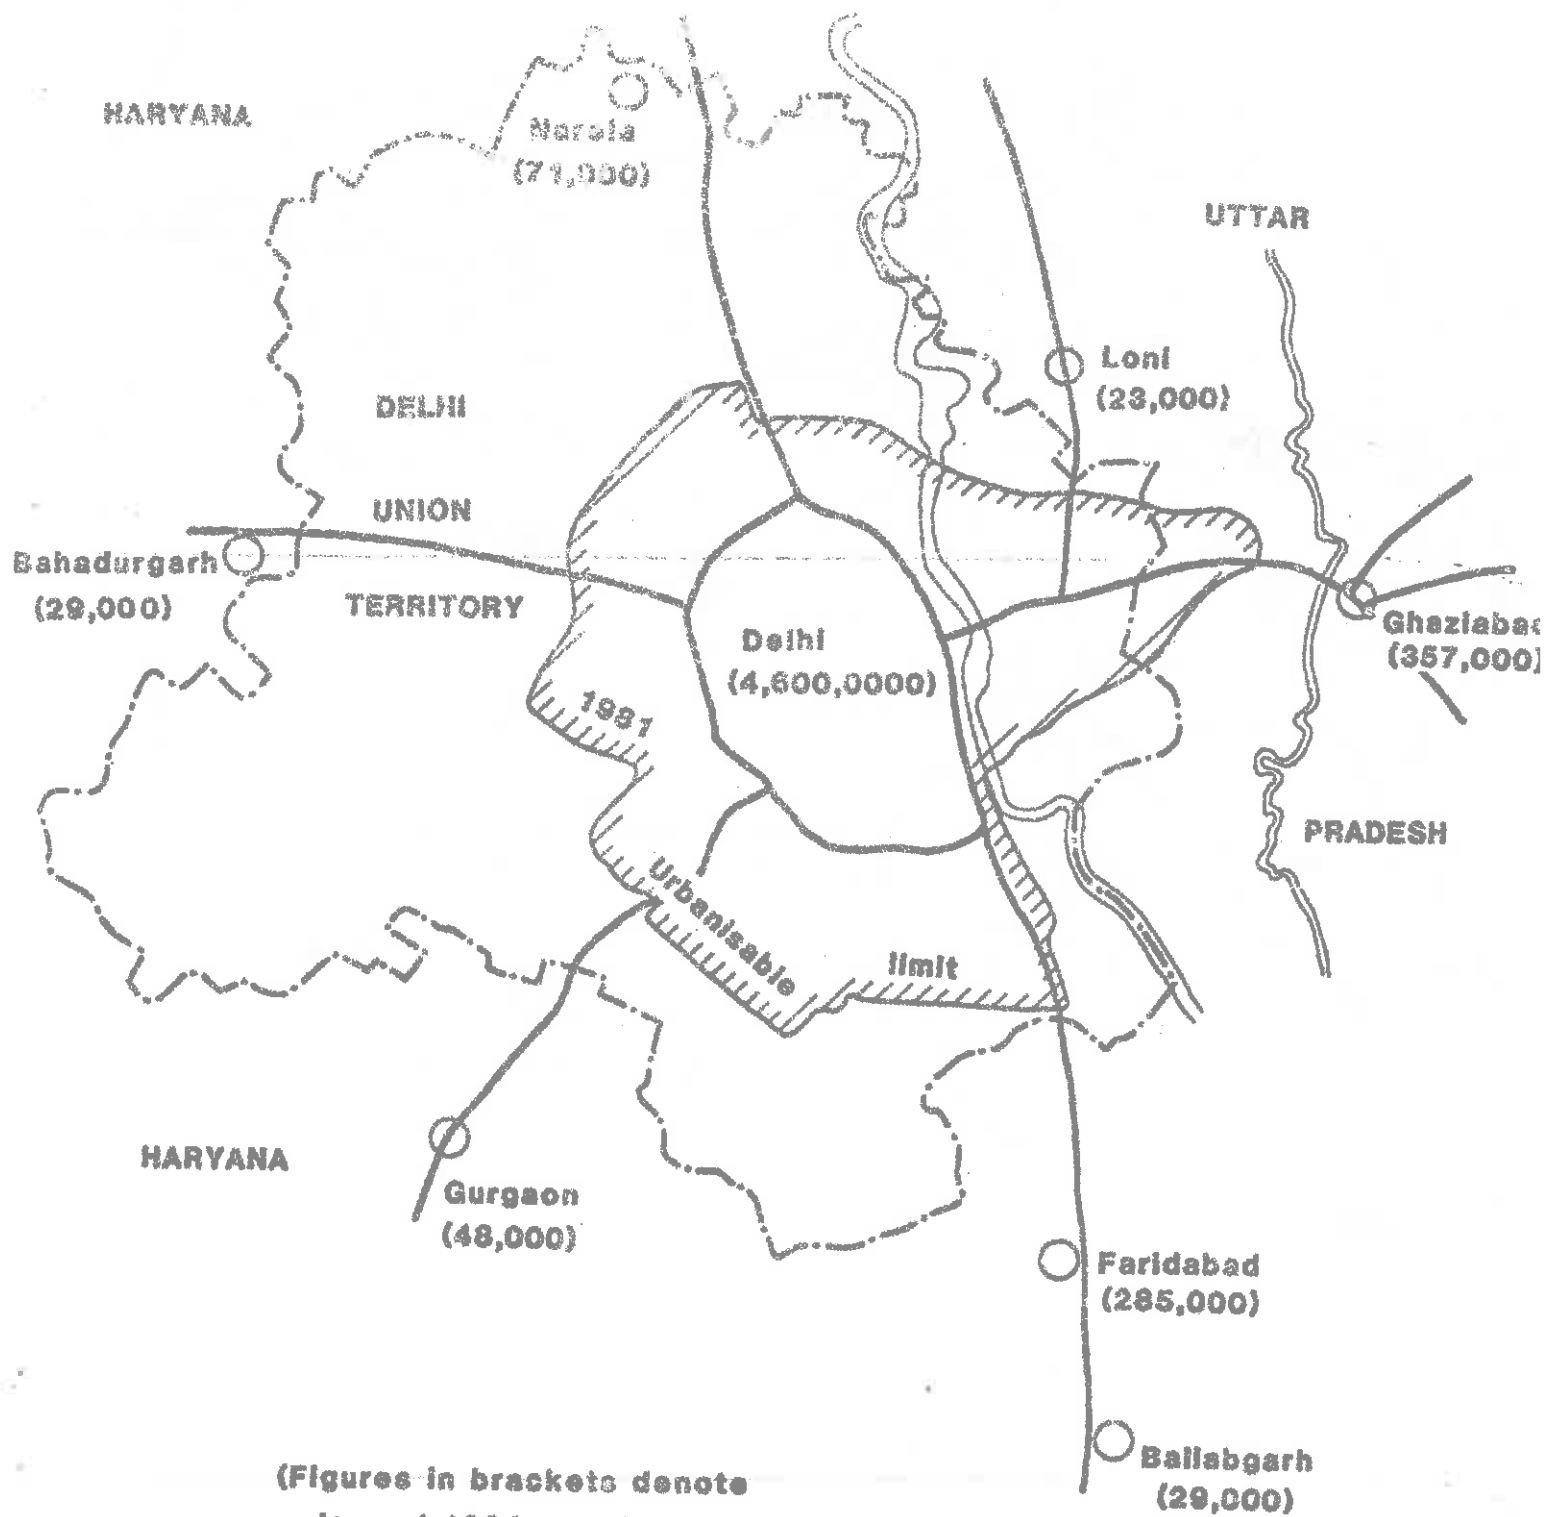 HARYANA
Narela
(71,000)
UTTAR
Loni
(23,000)
DELHI
UNION
Bahadurgarh
(29,000)
TERRITORY
Delhi
(4,600,0000)
Ghaziabad
(357,000)
1981
PRADESH
Urbanisable
limit
HARYANA
Gurgaon
(48,000)
Faridabad
(285,000)
Ballabgarh
(29,000)
(Figures in brackets denote